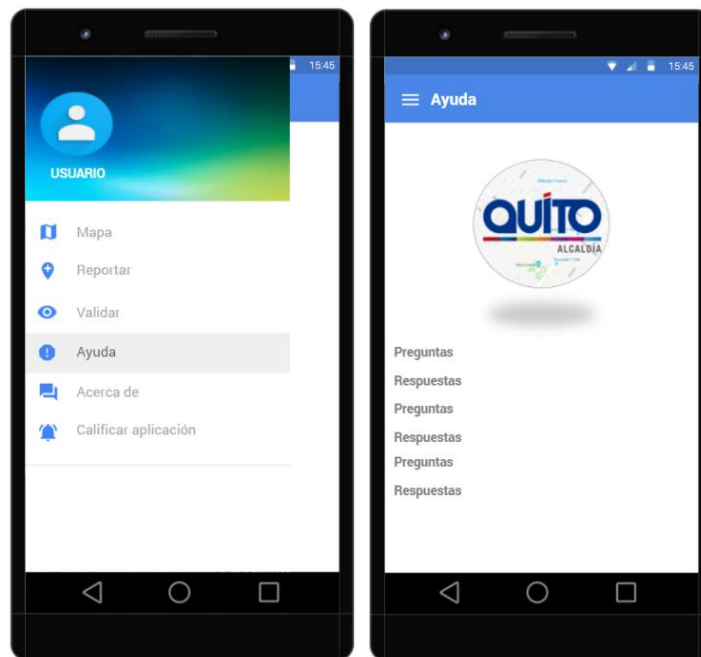 15:45
USUARIO
Mapa
Reportar
Validar
Ayuda
Acerca de
Calificar aplicación
15:45
Ayuda
QUITO
ALCALDÍA
Preguntas
Respuestas
Preguntas
Respuestas
Preguntas
Respuestas